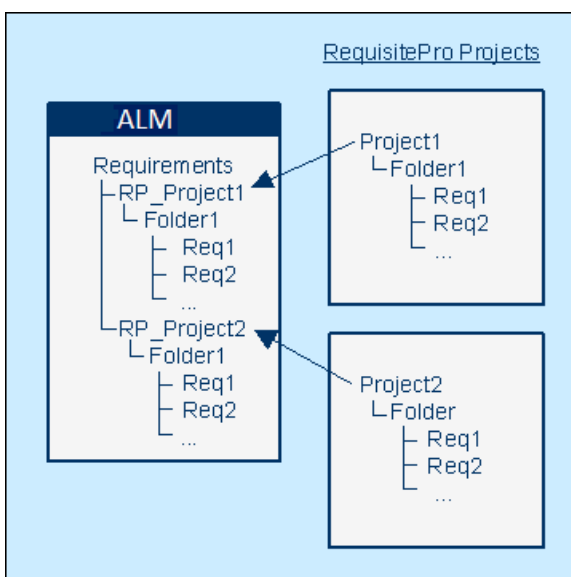 RequisitePro Projects
ALM
Requirements
RP_Project1
Folder1
Req1
Req2
...
RP_Project2
Folder1
Req1
Req2
...
Project1
Folder1
Req1
Req2
...
Project2
Folder
Req1
Req2
...